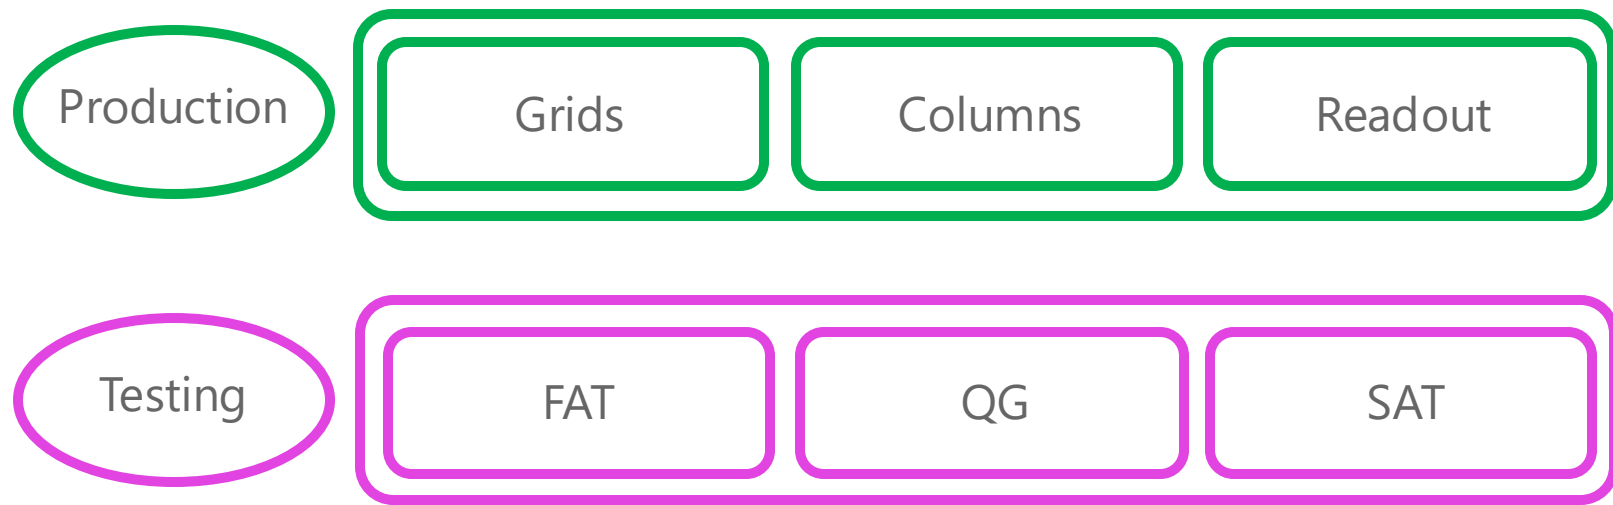 Production
Grids
Columns
Readout
Testing
FAT
QG
SAT